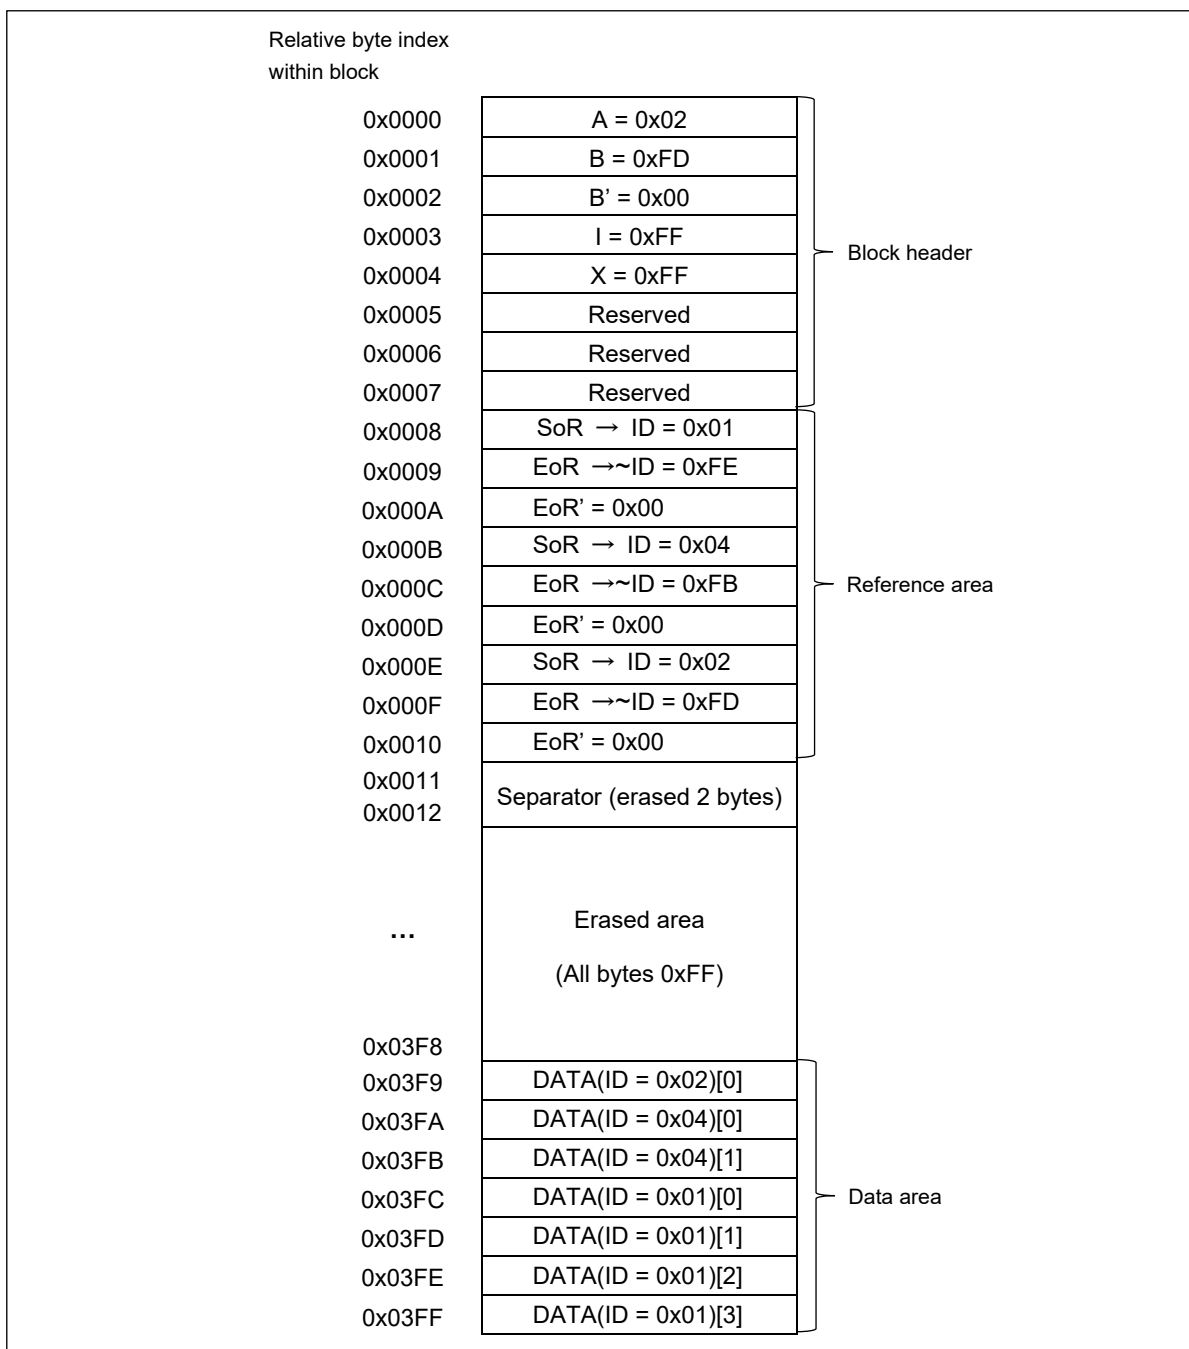 Relative byte index
within block
0x0000 A = 0x02
0x0001 B = 0xFD
0x0002 B’ = 0x00
0x0003 I = 0xFF
0x0004 X = 0xFF
0x0005 Reserved
0x0006 Reserved
0x0007 Reserved
Block header
0x0008 SoR → ID = 0x01
0x0009 EoR →~ID = 0xFE
0x000A EoR’ = 0x00
0x000B SoR → ID = 0x04
0x000C EoR →~ID = 0xFB
0x000D EoR’ = 0x00
0x000E SoR → ID = 0x02
0x000F EoR →~ID = 0xFD
0x0010 EoR’ = 0x00
Reference area
0x0011
0x0012
Separator (erased 2 bytes)
...
Erased area
(All bytes 0xFF)
0x03F8
0x03F9 DATA(ID = 0x02)[0]
0x03FA DATA(ID = 0x04)[0]
0x03FB DATA(ID = 0x04)[1]
0x03FC DATA(ID = 0x01)[0]
0x03FD DATA(ID = 0x01)[1]
0x03FE DATA(ID = 0x01)[2]
0x03FF DATA(ID = 0x01)[3]
Data area